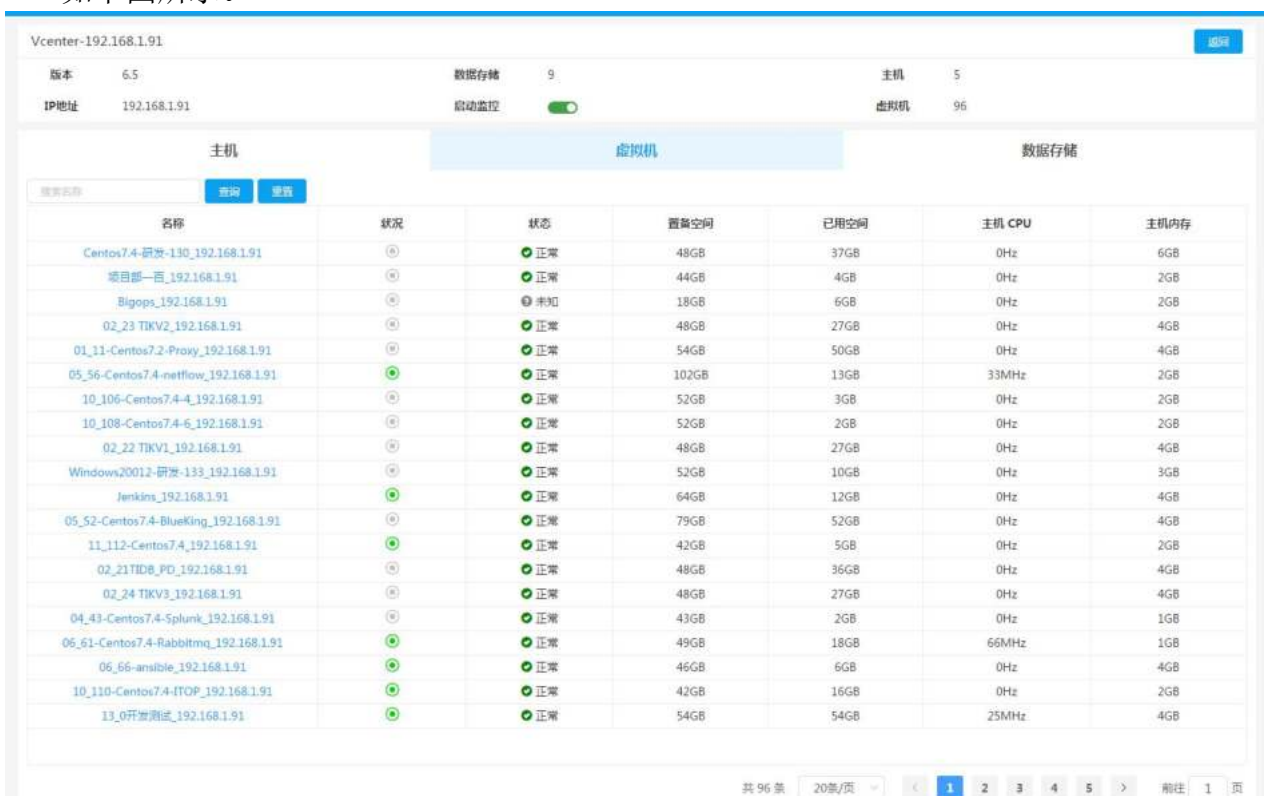 Vcenter-192.168.1.91 返回
版本 6.5 数据存储 9 主机 5
IP地址 192.168.1.91 启动监控 虚拟机 96
主机 虚拟机 数据存储
搜索名称 查询 重置
名称 状况 状态 置备空间 已用空间 主机 CPU 主机内存
Centos7.4-研发-130_192.168.1.91 正常 48GB 37GB 0Hz 6GB
项目部—百_192.168.1.91 正常 44GB 4GB 0Hz 2GB
Bigops_192.168.1.91 未知 18GB 6GB 0Hz 2GB
02_23 TIKV2_192.168.1.91 正常 48GB 27GB 0Hz 4GB
01_11-Centos7.2-Proxy_192.168.1.91 正常 54GB 50GB 0Hz 4GB
05_56-Centos7.4-netflow_192.168.1.91 正常 102GB 13GB 33MHz 2GB
10_106-Centos7.4-4_192.168.1.91 正常 52GB 3GB 0Hz 2GB
10_108-Centos7.4-6_192.168.1.91 正常 52GB 2GB 0Hz 2GB
02_22 TIKV1_192.168.1.91 正常 48GB 27GB 0Hz 4GB
Windows20012-研发-133_192.168.1.91 正常 52GB 10GB 0Hz 3GB
Jenkins_192.168.1.91 正常 64GB 12GB 0Hz 4GB
05_52-Centos7.4-BlueKing_192.168.1.91 正常 79GB 52GB 0Hz 4GB
11_112-Centos7.4_192.168.1.91 正常 42GB 5GB 0Hz 2GB
02_21TIDB_PD_192.168.1.91 正常 48GB 36GB 0Hz 4GB
02_24 TIKV3_192.168.1.91 正常 48GB 27GB 0Hz 4GB
04_43-Centos7.4-Splunk_192.168.1.91 正常 43GB 2GB 0Hz 1GB
06_61-Centos7.4-Rabbitmq_192.168.1.91 正常 49GB 18GB 66MHz 1GB
06_66-ansible_192.168.1.91 正常 46GB 6GB 0Hz 4GB
10_110-Centos7.4-ITOP_192.168.1.91 正常 42GB 16GB 0Hz 2GB
13_0开发测试_192.168.1.91 正常 54GB 54GB 25MHz 4GB
共 96 条 20条/页 1 2 3 4 5 前往 1 页